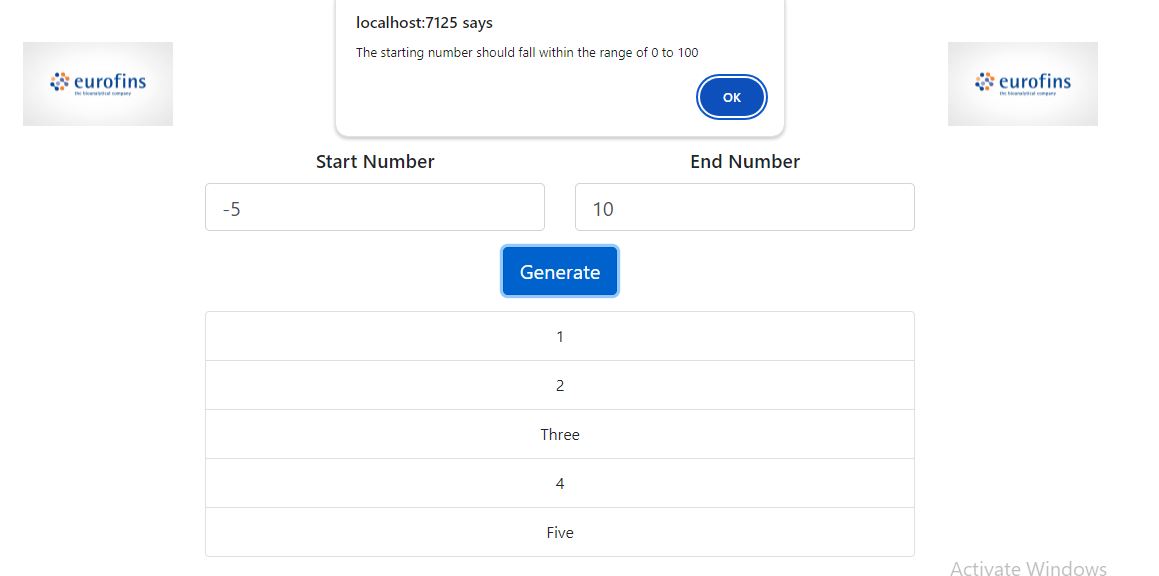 localhost:7125 says
The starting number should fall within the range of 0 to 100
OK
eurofins
the bioanalytical company
eurofins
the bioanalytical company
Start Number
End Number
-5
10
Generate
1
2
Three
4
Five
Activate Windows